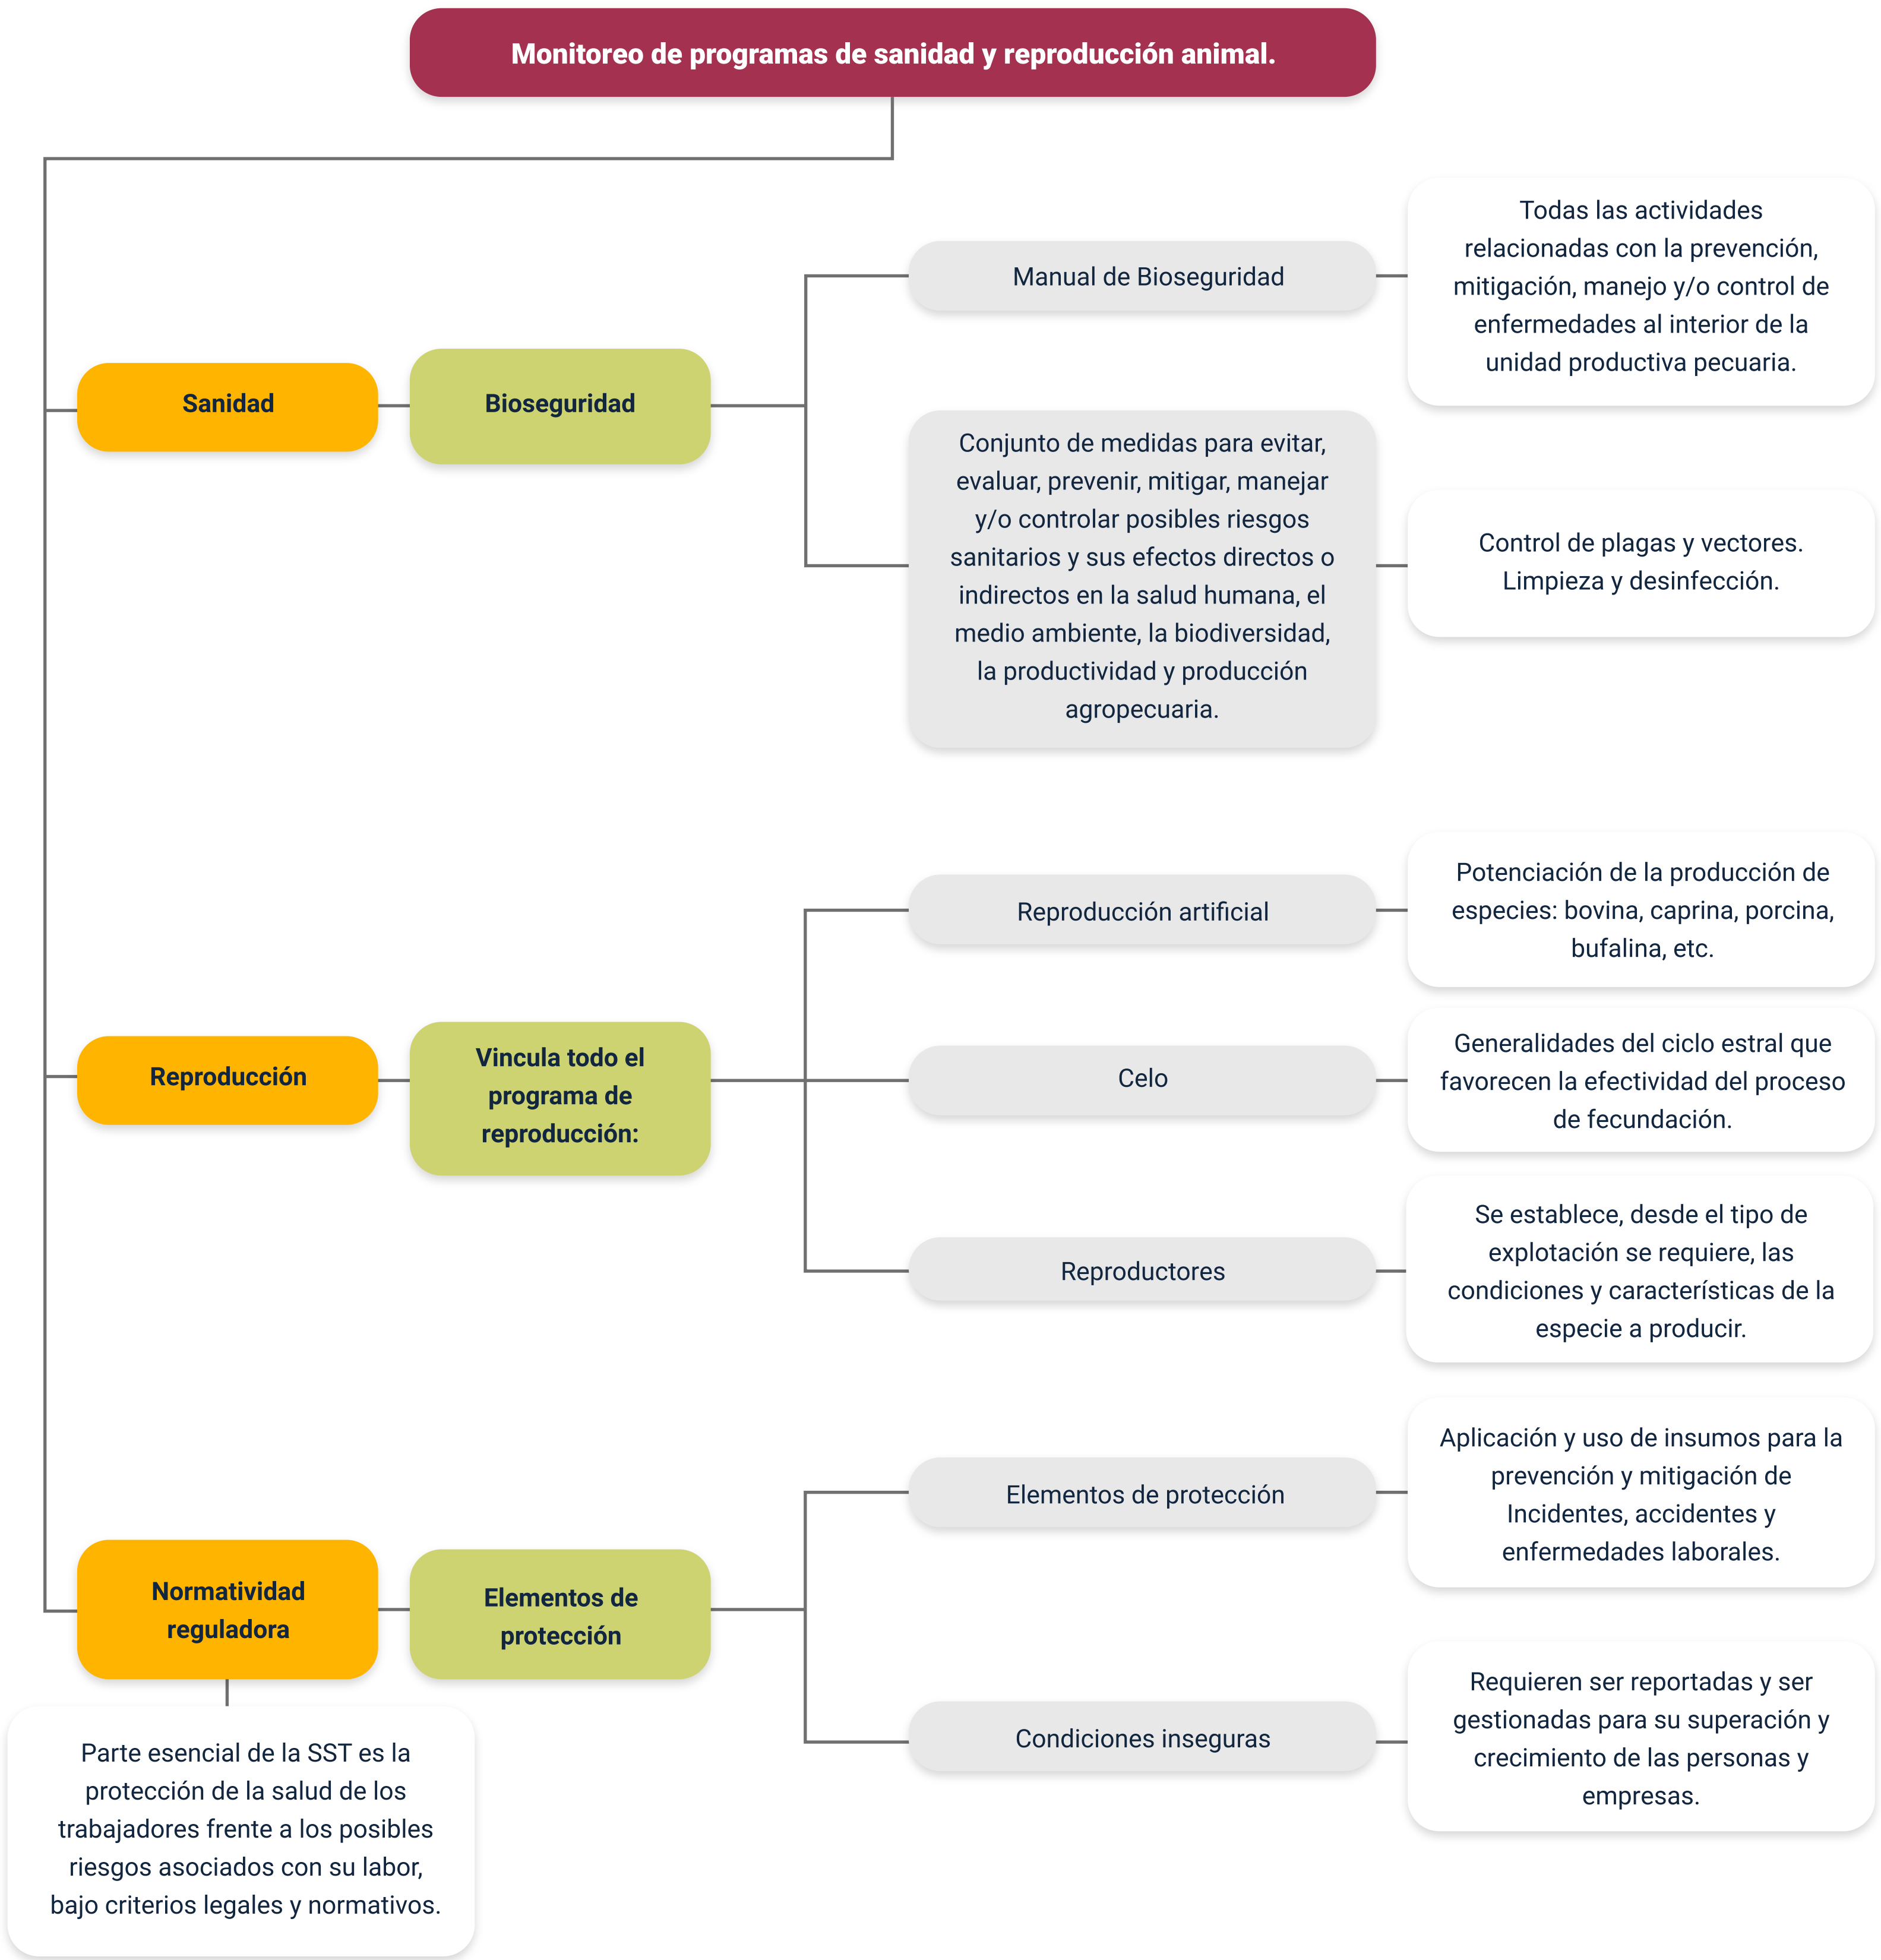 Monitoreo de programas de sanidad y reproducción animal.
Sanidad
Bioseguridad
Manual de Bioseguridad
Todas las actividades
relacionadas con la prevención,
mitigación, manejo y/o control de
enfermedades al interior de la
unidad productiva pecuaria.
Conjunto de medidas para evitar,
evaluar, prevenir, mitigar, manejar
y/o controlar posibles riesgos
sanitarios y sus efectos directos o
indirectos en la salud humana, el
medio ambiente, la biodiversidad,
la productividad y producción
agropecuaria.
Control de plagas y vectores.
Limpieza y desinfección.
Reproducción
Vincula todo el
programa de
reproducción:
Reproducción artificial
Potenciación de la producción de
especies: bovina, caprina, porcina,
bufalina, etc.
Celo
Generalidades del ciclo estral que
favorecen la efectividad del proceso
de fecundación.
Reproductores
Se establece, desde el tipo de
explotación se requiere, las
condiciones y características de la
especie a producir.
Normatividad
reguladora
Parte esencial de la SST es la
protección de la salud de los
trabajadores frente a los posibles
riesgos asociados con su labor,
bajo criterios legales y normativos.
Elementos de
protección
Elementos de protección
Aplicación y uso de insumos para la
prevención y mitigación de
Incidentes, accidentes y
enfermedades laborales.
Condiciones inseguras
Requieren ser reportadas y ser
gestionadas para su superación y
crecimiento de las personas y
empresas.